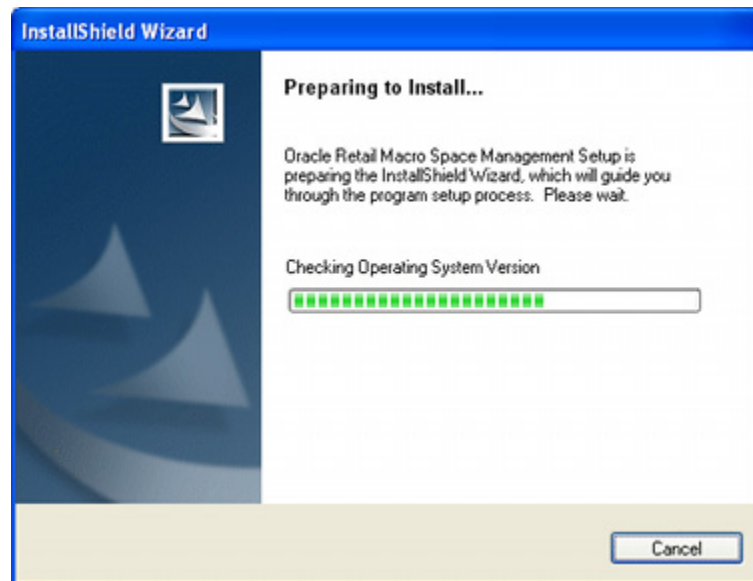 InstallShield Wizard
Preparing to Install...
Oracle Retail Macro Space Management Setup is
preparing the InstallShield Wizard, which will guide you
through the program setup process.  Please wait.
Checking Operating System Version
Cancel